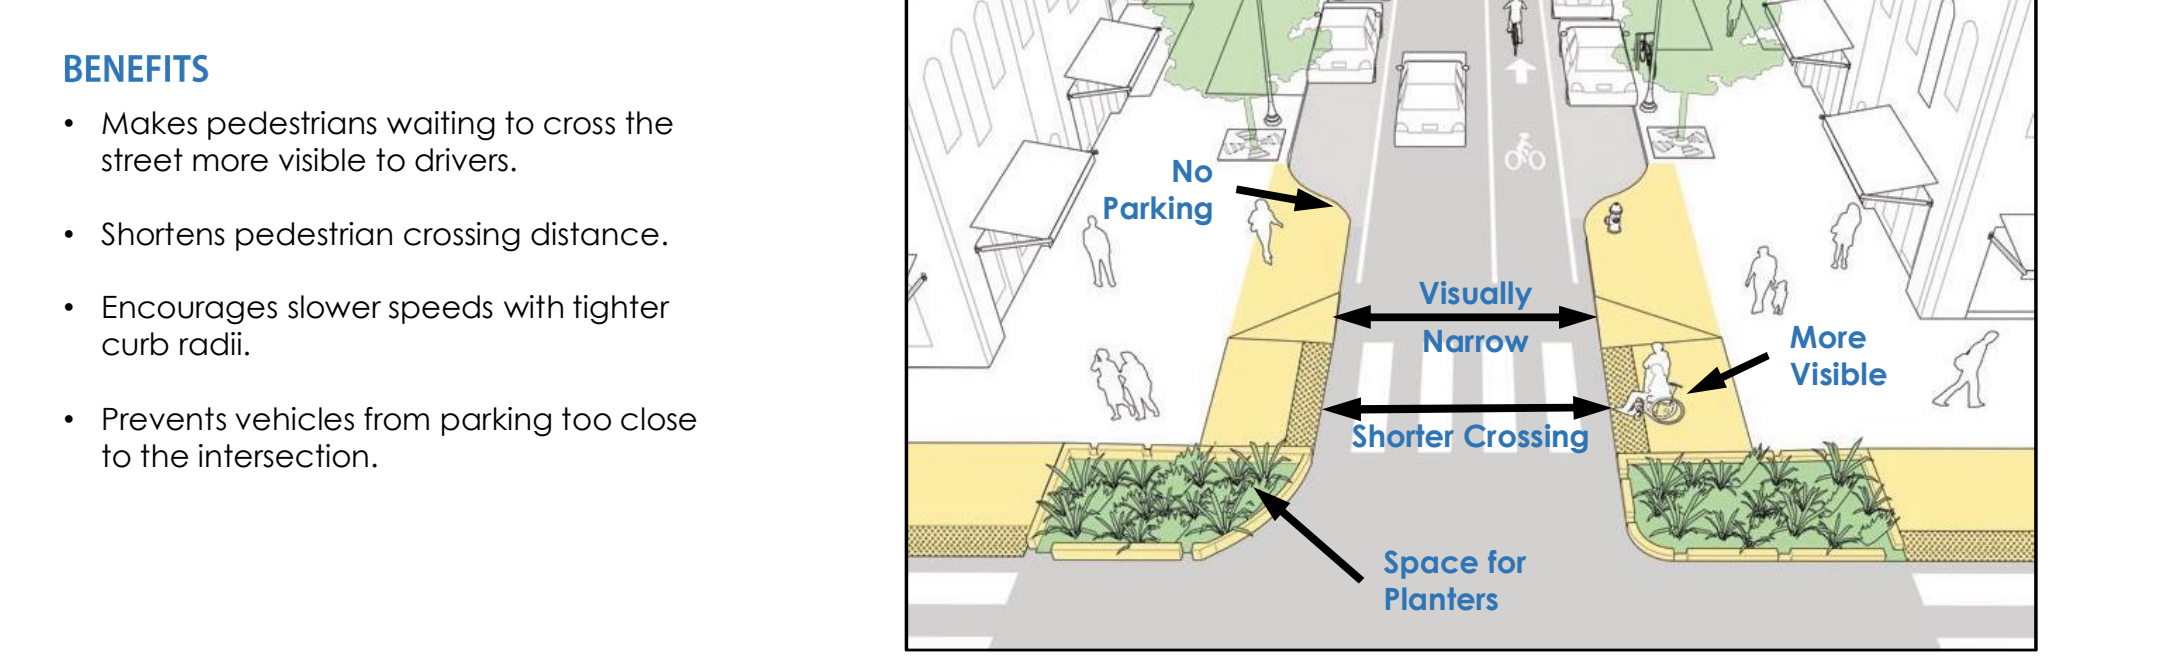 BENEFITS
• Makes pedestrians waiting to cross the
street more visible to drivers.
• Shortens pedestrian crossing distance.
• Encourages slower speeds with tighter
curb radii.
• Prevents vehicles from parking too close
to the intersection.
No
Parking
Visually
Narrow
More
Visible
Shorter Crossing
Space for
Planters